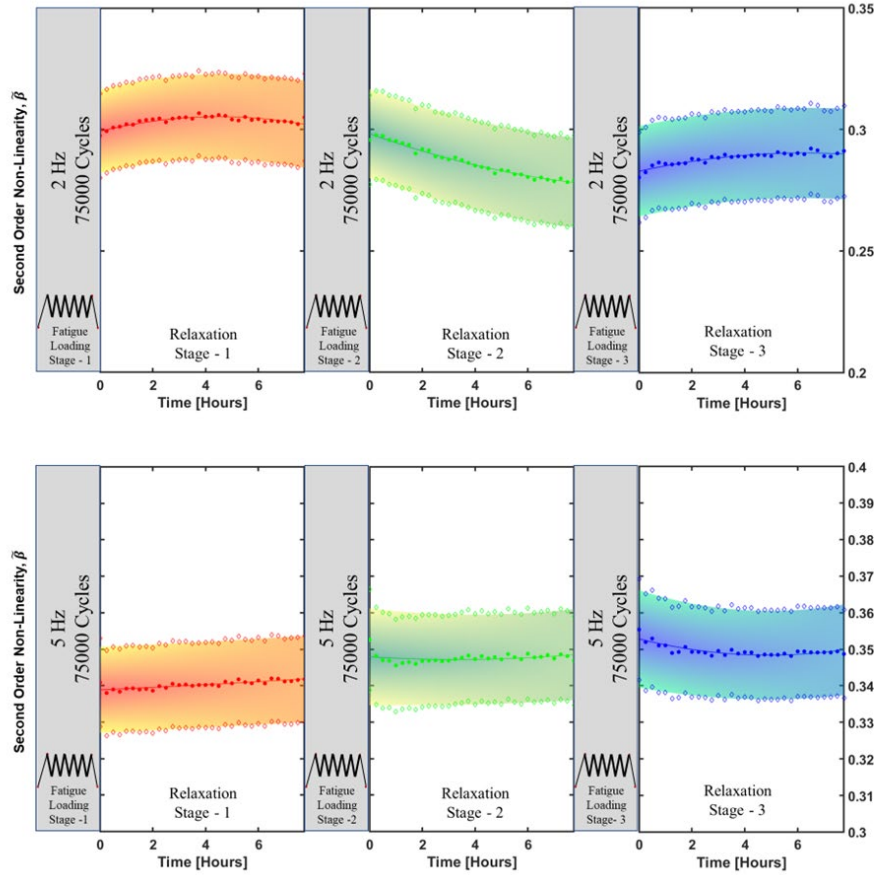 0.35
0.3
0.25
0.2
Second Order Non-Linearity, β̃
2 Hz
75000 Cycles
Fatigue
Loading
Stage - 1
Relaxation
Stage - 1
2 Hz
75000 Cycles
Fatigue
Loading
Stage - 2
Relaxation
Stage - 2
2 Hz
75000 Cycles
Fatigue
Loading
Stage - 3
Relaxation
Stage - 3
0 2 4 6
0 2 4 6
0 2 4 6
Time [Hours]
Time [Hours]
Time [Hours]
0.4
0.39
0.38
0.37
0.36
0.35
0.34
0.33
0.32
0.31
0.3
Second Order Non-Linearity, β̃
5 Hz
75000 Cycles
Fatigue
Loading
Stage -1
Relaxation
Stage - 1
5 Hz
75000 Cycles
Fatigue
Loading
Stage -2
Relaxation
Stage - 2
5 Hz
75000 Cycles
Fatigue
Loading
Stage- 3
Relaxation
Stage - 3
0 2 4 6
0 2 4 6
0 2 4 6
Time [Hours]
Time [Hours]
Time [Hours]